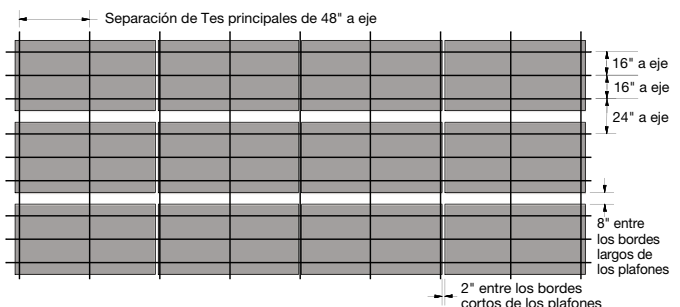 Separación de Tes principales de 48" a eje
16" a eje
16" a eje
24" a eje
8" entre
los bordes
largos de
los plafones
2" entre los bordes
cortos de los plafones